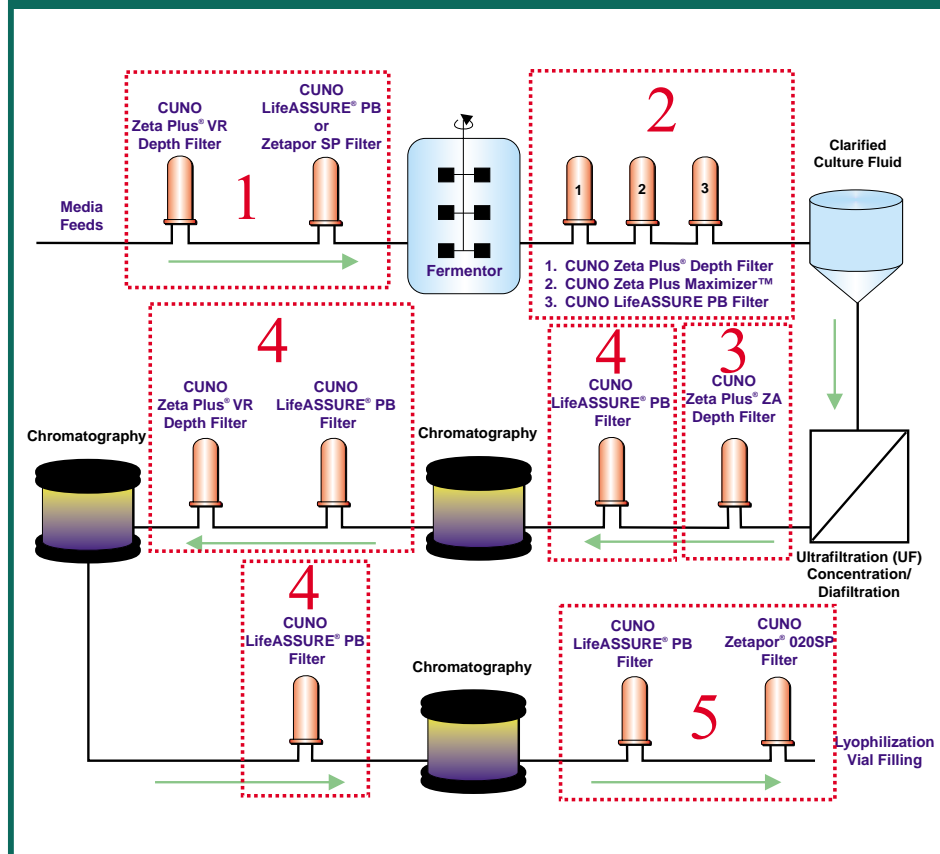 CUNO
Zeta Plus® VR
Depth Filter
CUNO
LifeASSURE® PB
or
Zetapor SP Filter
1
Media
Feeds
Fermentor
2
1
2
3
1. CUNO Zeta Plus® Depth Filter
2. CUNO Zeta Plus Maximizer™
3. CUNO LifeASSURE PB Filter
Clarified
Culture Fluid
4
CUNO
Zeta Plus® VR
Depth Filter
CUNO
LifeASSURE® PB
Filter
Chromatography
Chromatography
4
CUNO
LifeASSURE® PB
Filter
3
CUNO
Zeta Plus® ZA
Depth Filter
Ultrafiltration (UF)
Concentration/
Diafiltration
4
CUNO
LifeASSURE® PB
Filter
Chromatography
CUNO
LifeASSURE® PB
Filter
CUNO
Zetapor® 020SP
Filter
5
Lyophilization
Vial Filling